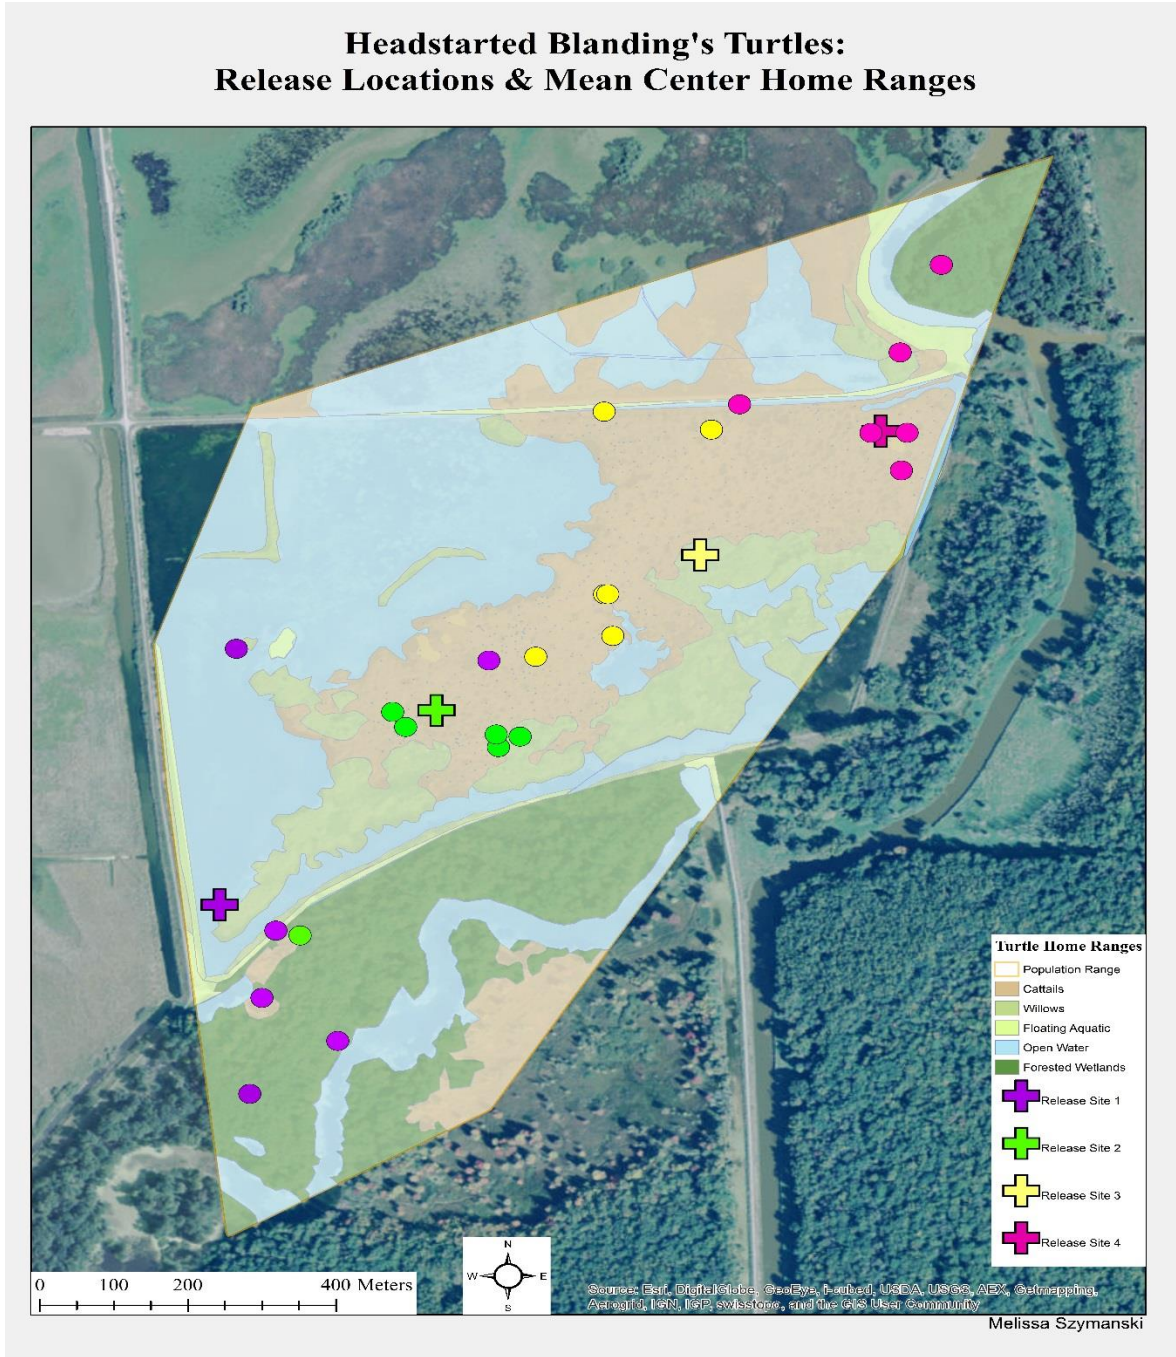 Headstarted Blanding's Turtles:
Release Locations & Mean Center Home Ranges
Turtle Home Ranges
Population Range
Cattails
Willows
Floating Aquatic
Open Water
Forested Wetlands
Release Site 1
Release Site 2
Release Site 3
Release Site 4
0 100 200 400 Meters
N
W E
S
Source: Esri, DigitalGlobe, GeoEye, i-cubed, USDA, USGS, AEX, Getmapping,
Aerogrid, IGN, IGP, swisstopo, and the GIS User Community
Melissa Szymanski